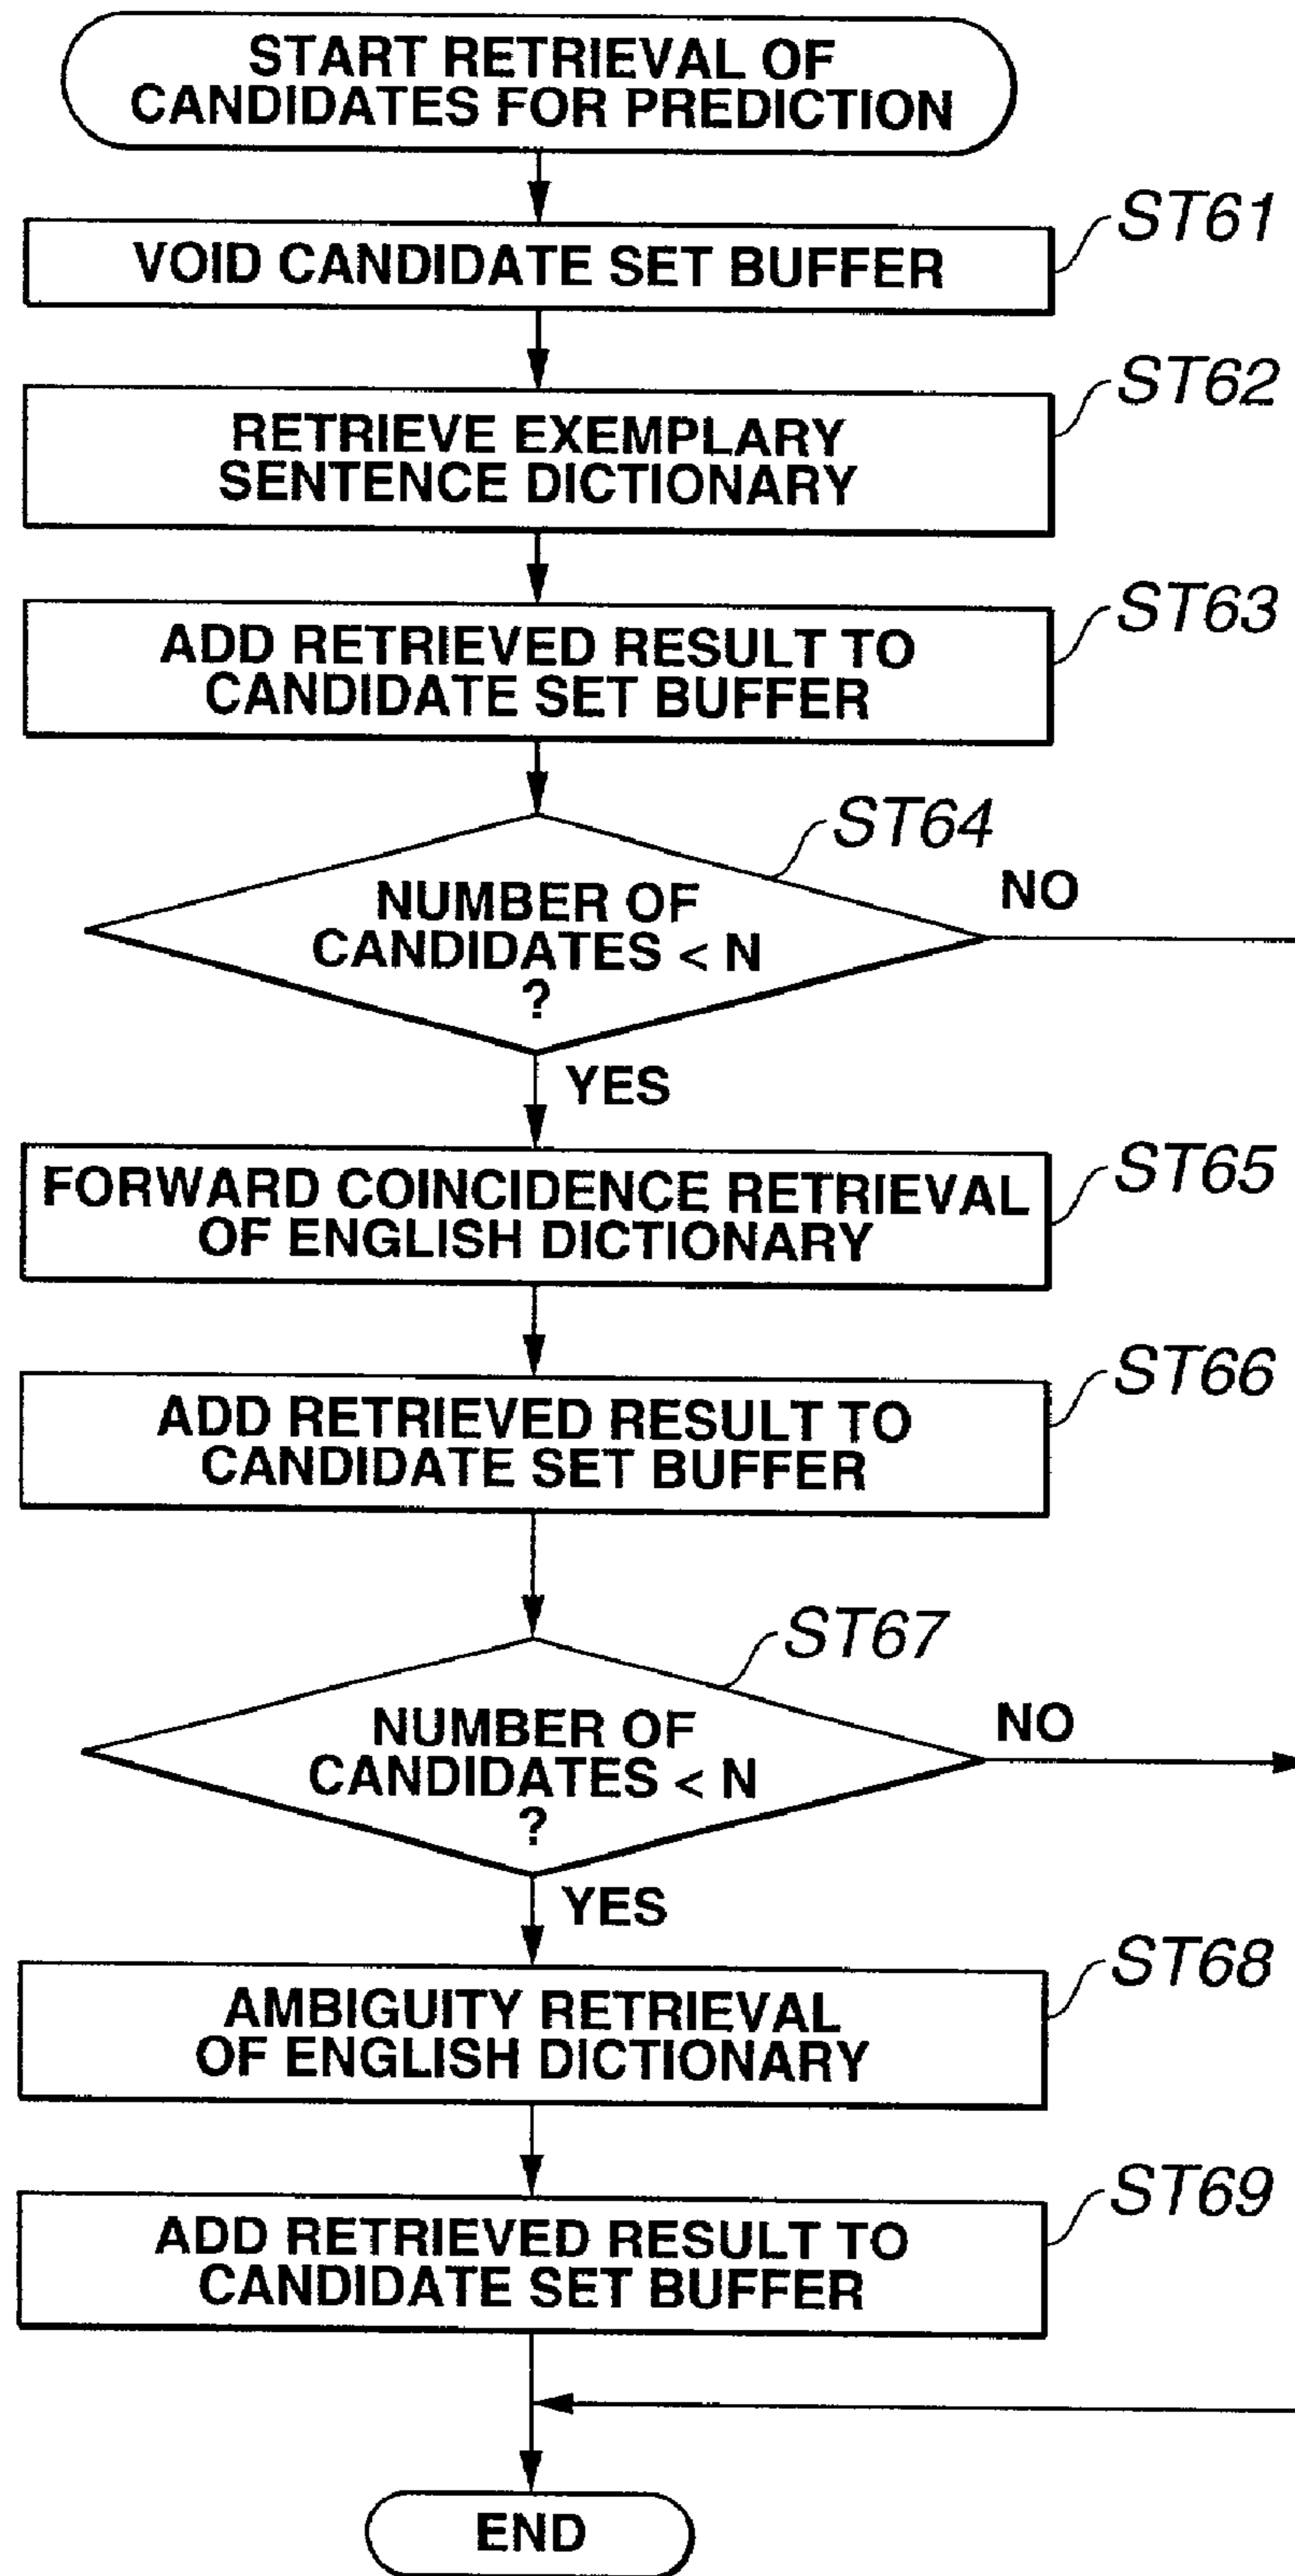 START RETRIEVAL OF
CANDIDATES FOR PREDICTION
ST61
VOID CANDIDATE SET BUFFER
ST62
RETRIEVE EXEMPLARY
SENTENCE DICTIONARY
ST63
ADD RETRIEVED RESULT TO
CANDIDATE SET BUFFER
ST64
NO
NUMBER OF
CANDIDATES < N
?
YES
ST65
FORWARD COINCIDENCE RETRIEVAL
OF ENGLISH DICTIONARY
ST66
ADD RETRIEVED RESULT TO
CANDIDATE SET BUFFER
ST67
NO
NUMBER OF
CANDIDATES < N
?
YES
ST68
AMBIGUITY RETRIEVAL
OF ENGLISH DICTIONARY
ST69
ADD RETRIEVED RESULT TO
CANDIDATE SET BUFFER
END